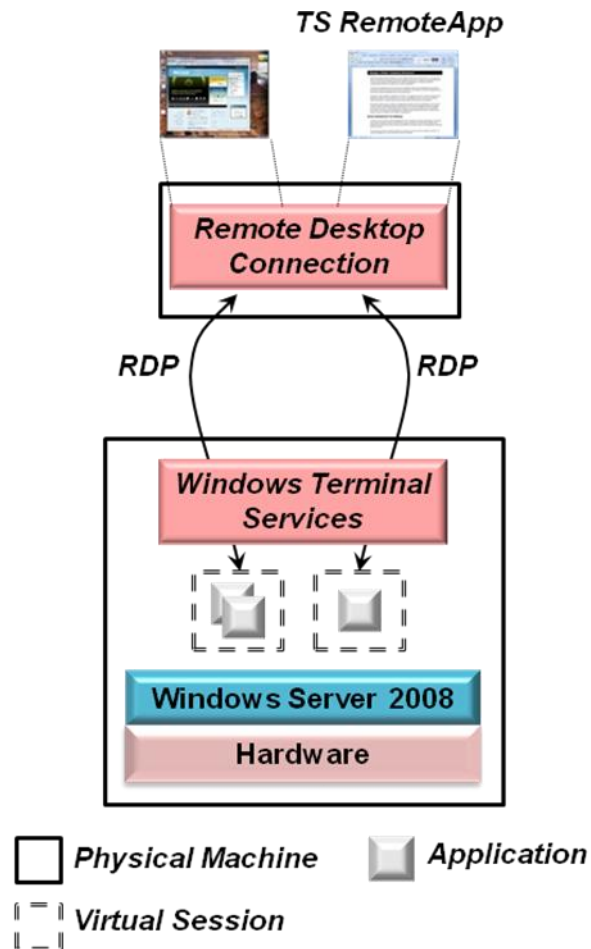 TS RemoteApp
Remote Desktop
Connection
RDP
RDP
Windows Terminal
Services
Windows Server 2008
Hardware
Physical Machine
Application
Virtual Session